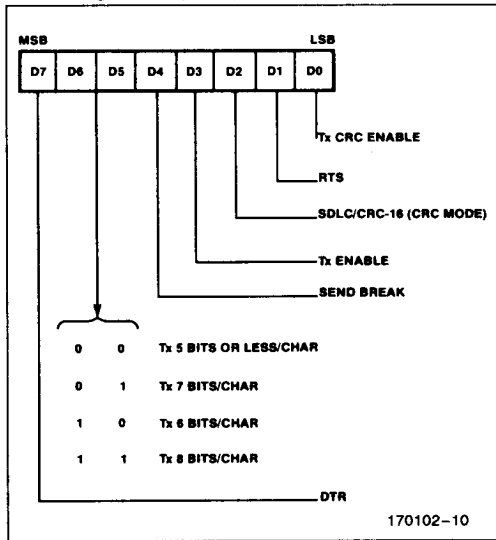 MSB LSB
D7 D6 D5 D4 D3 D2 D1 D0
Tx CRC ENABLE
RTS
SDLC/CRC-16 (CRC MODE)
Tx ENABLE
SEND BREAK
0 0 Tx 5 BITS OR LESS/CHAR
0 1 Tx 7 BITS/CHAR
1 0 Tx 6 BITS/CHAR
1 1 Tx 8 BITS/CHAR
DTR
170102-10